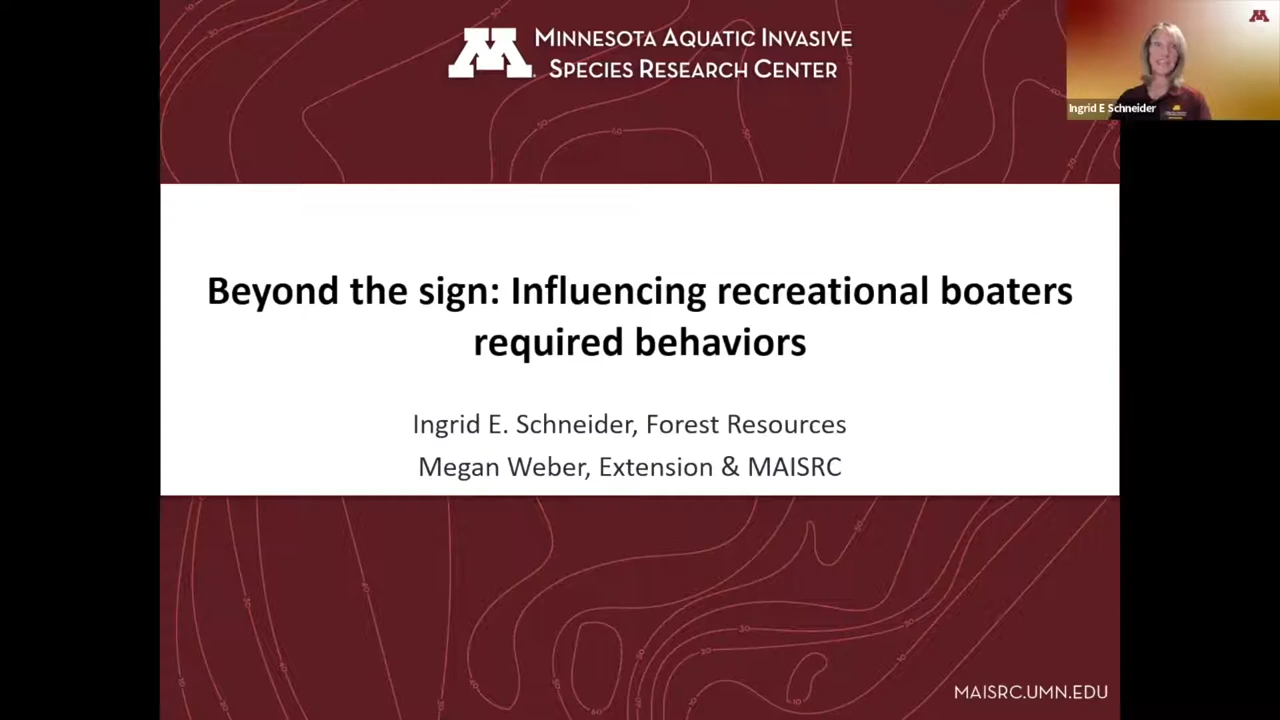 MINNESOTA AQUATIC INVASIVE
SPECIES RESEARCH CENTER
Ingrid E Schneider
Beyond the sign: Influencing recreational boaters
required behaviors
Ingrid E. Schneider, Forest Resources
Megan Weber, Extension & MAISRC
MAISRC.UMN.EDU